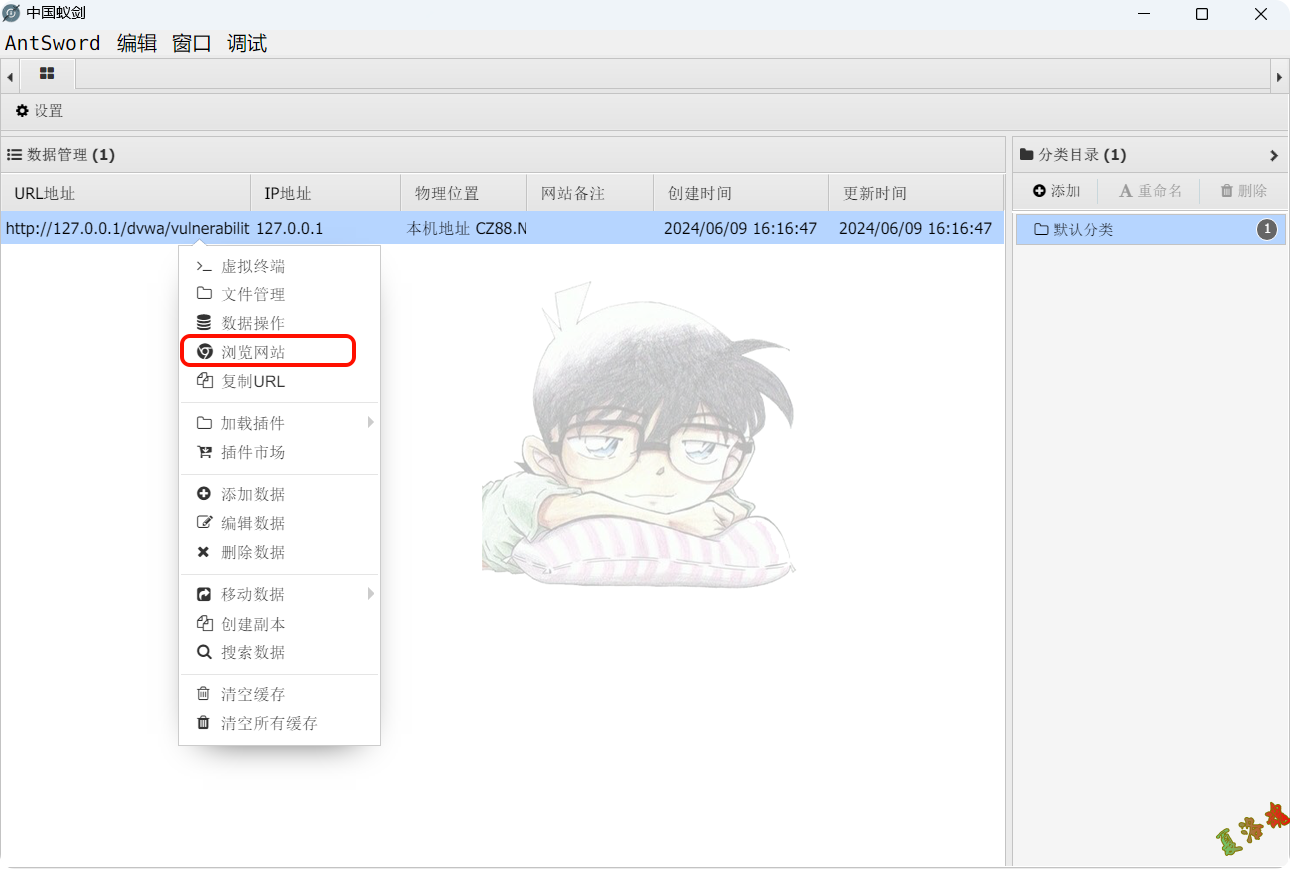 中国蚁剑
AntSword 编辑 窗口 调试
设置
数据管理 (1)
URL地址 IP地址 物理位置 网站备注 创建时间 更新时间
http://127.0.0.1/dvwa/vulnerabilit 127.0.0.1 本机地址 CZ88.N 2024/06/09 16:16:47 2024/06/09 16:16:47
虚拟终端
文件管理
数据操作
浏览网站
复制URL
加载插件
插件市场
添加数据
编辑数据
删除数据
移动数据
创建副本
搜索数据
清空缓存
清空所有缓存
分类目录 (1)
添加 重命名 删除
默认分类 1
夏海桃